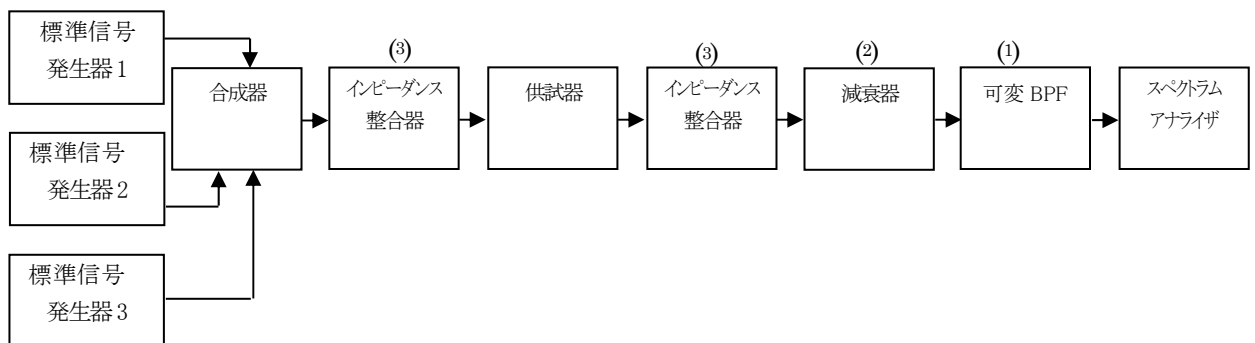 標準信号
発生器1
(3)
(3)
(2)
(1)
合成器
インピーダンス
整合器
供試器
インピーダンス
整合器
減衰器
可変 BPF
スペクトラム
アナライザ
標準信号
発生器2
標準信号
発生器3